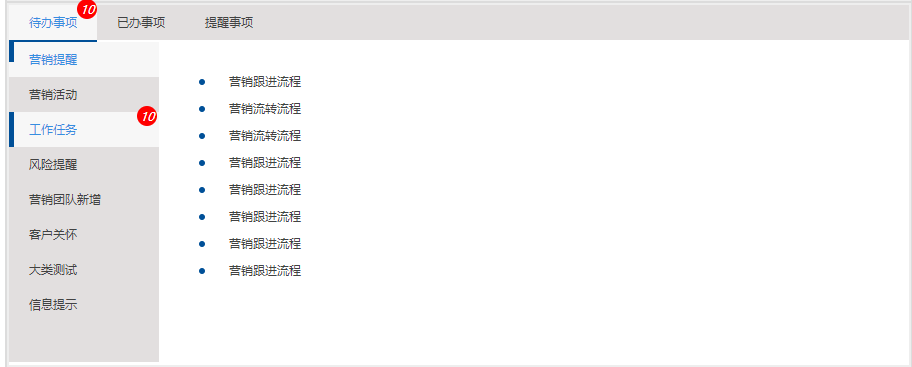 待办事项 10 已办事项 提醒事项
营销提醒
营销活动
10
工作任务
风险提醒
营销团队新增
客户关怀
大类测试
信息提示
营销跟进流程
营销流转流程
营销流转流程
营销跟进流程
营销跟进流程
营销跟进流程
营销跟进流程
营销跟进流程